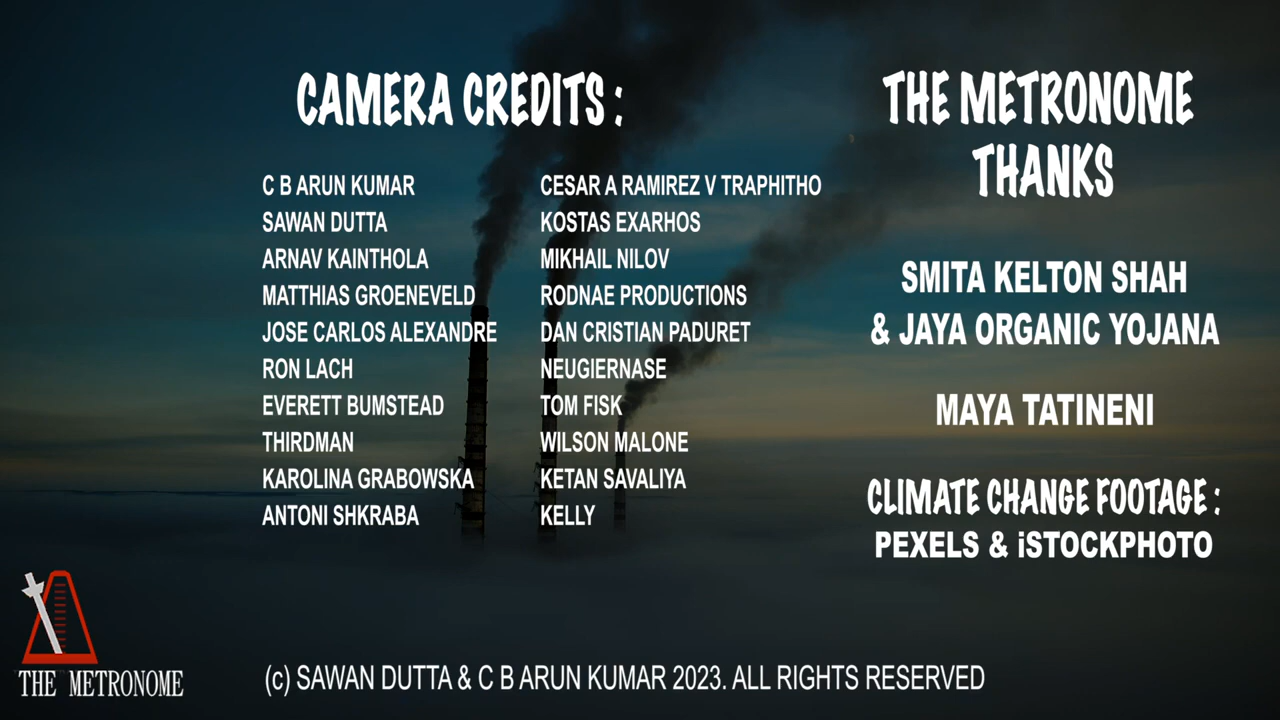 CAMERA CREDITS :
C B ARUN KUMAR
SAWAN DUTTA
ARNAV KAINTHOLA
MATTHIAS GROENEVELD
JOSE CARLOS ALEXANDRE
RON LACH
EVERETT BUMSTEAD
THIRDMAN
KAROLINA GRABOWSKA
ANTONI SHKRABA
CESAR A RAMIREZ V TRAPHITHO
KOSTAS EXARHOS
MIKHAIL NILOV
RODNAE PRODUCTIONS
DAN CRISTIAN PADURET
NEUGIERNASE
TOM FISK
WILSON MALONE
KETAN SAVALIYA
KELLY
THE METRONOME
THANKS
SMITA KELTON SHAH
& JAYA ORGANIC YOJANA
MAYA TATINENI
CLIMATE CHANGE FOOTAGE :
PEXELS & iSTOCKPHOTO
THE METRONOME
(c) SAWAN DUTTA & C B ARUN KUMAR 2023. ALL RIGHTS RESERVED